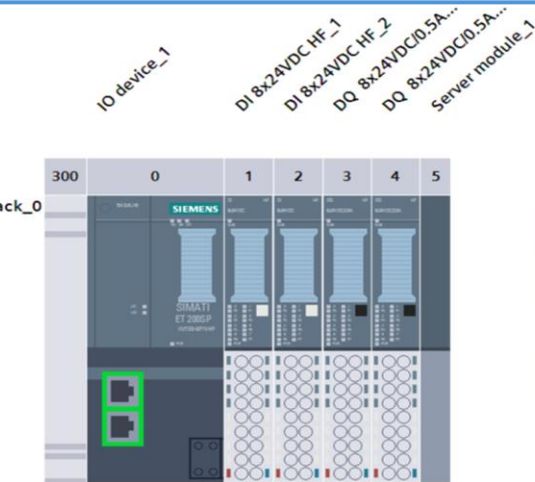 IO device_1
DI 8x24VDC HF_1
DI 8x24VDC HF_2
DQ 8x24VDC/0.5A...
DQ 8x24VDC/0.5A...
Server module_1
300 0 1 2 3 4 5
ack_0
SIEMENS
SIMATI
ET 200SP